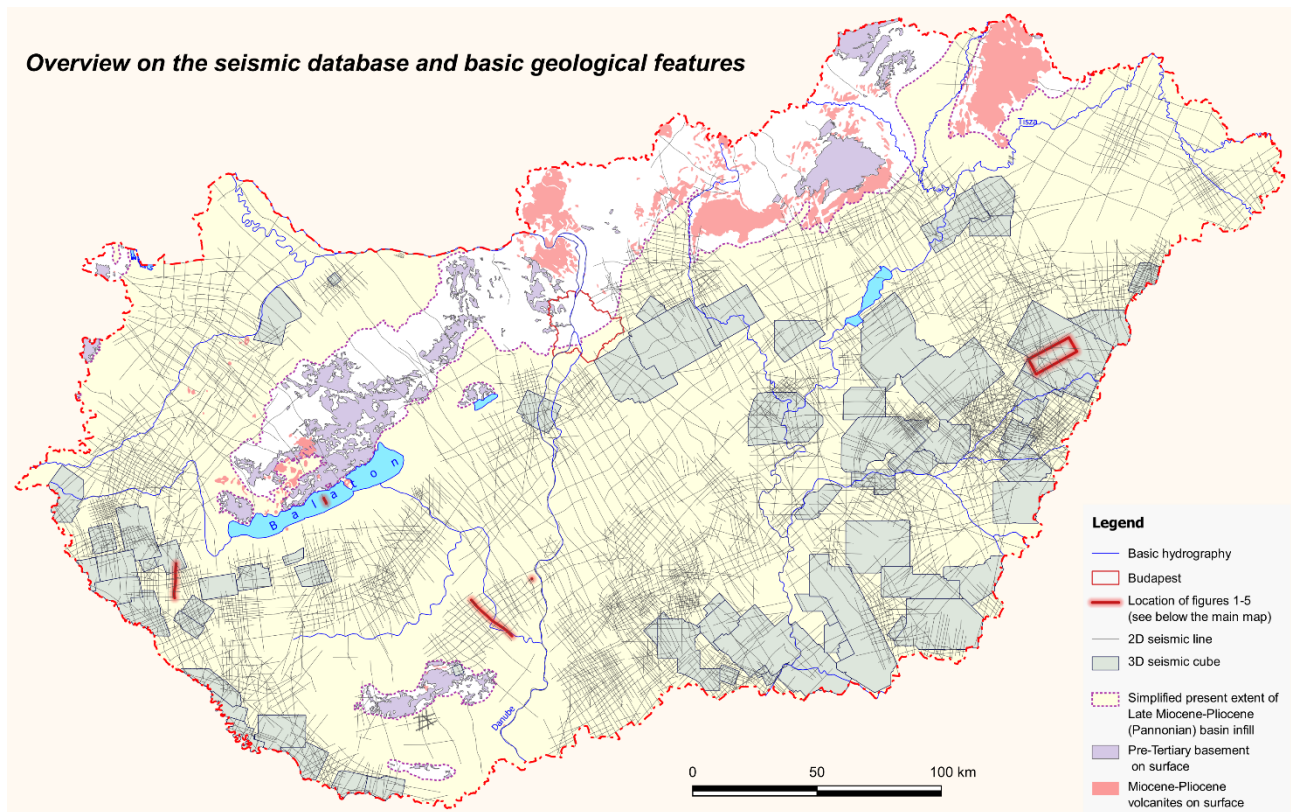 Overview on the seismic database and basic geological features
Tisza
Balaton
Danube
Legend
Basic hydrography
Budapest
Location of figures 1-5
(see below the main map)
2D seismic line
3D seismic cube
Simplified present extent of
Late Miocene-Pliocene
(Pannonian) basin infill
Pre-Tertiary basement
on surface
Miocene-Pliocene
volcanites on surface
0 50 100 km